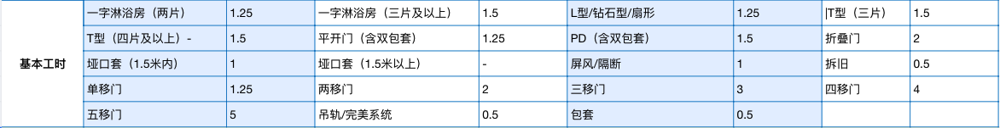 一字淋浴房（两片） 1.25 一字淋浴房（三片及以上） 1.5 L型/钻石型/扇形 1.25 T型（三片） 1.5
T型（四片及以上）- 1.5 平开门（含双包套） 1.25 PD（含双包套） 1.5 折叠门 2
基本工时 垭口套（1.5米内） 1 垭口套（1.5米以上） - 屏风/隔断 1 拆旧 0.5
单移门 1.25 两移门 2 三移门 3 四移门 4
五移门 5 吊轨/完美系统 0.5 包套 0.5